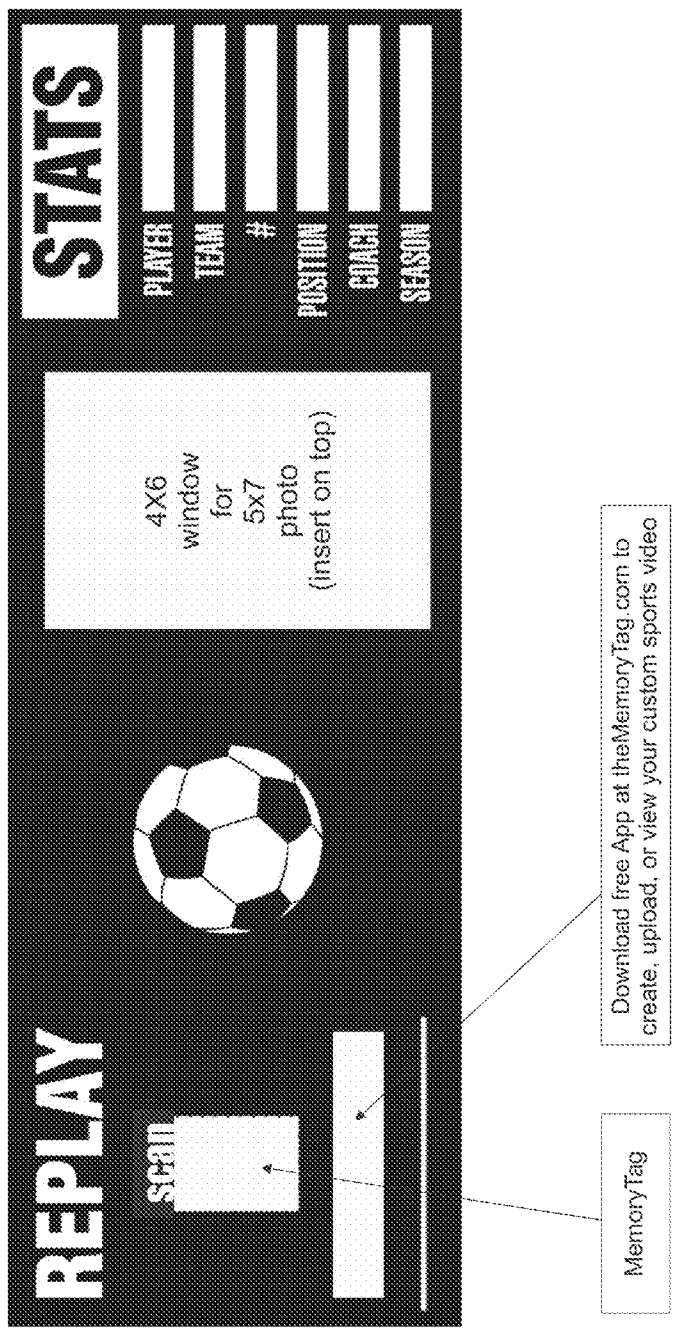 REPLAY
scan
4X6
window
for
5x7
photo
(insert on top)
STATS
PLAYER
TEAM
#
POSITION
COACH
SEASON
MemoryTag
Download free App at theMemoryTag.com to
create, upload, or view your custom sports video